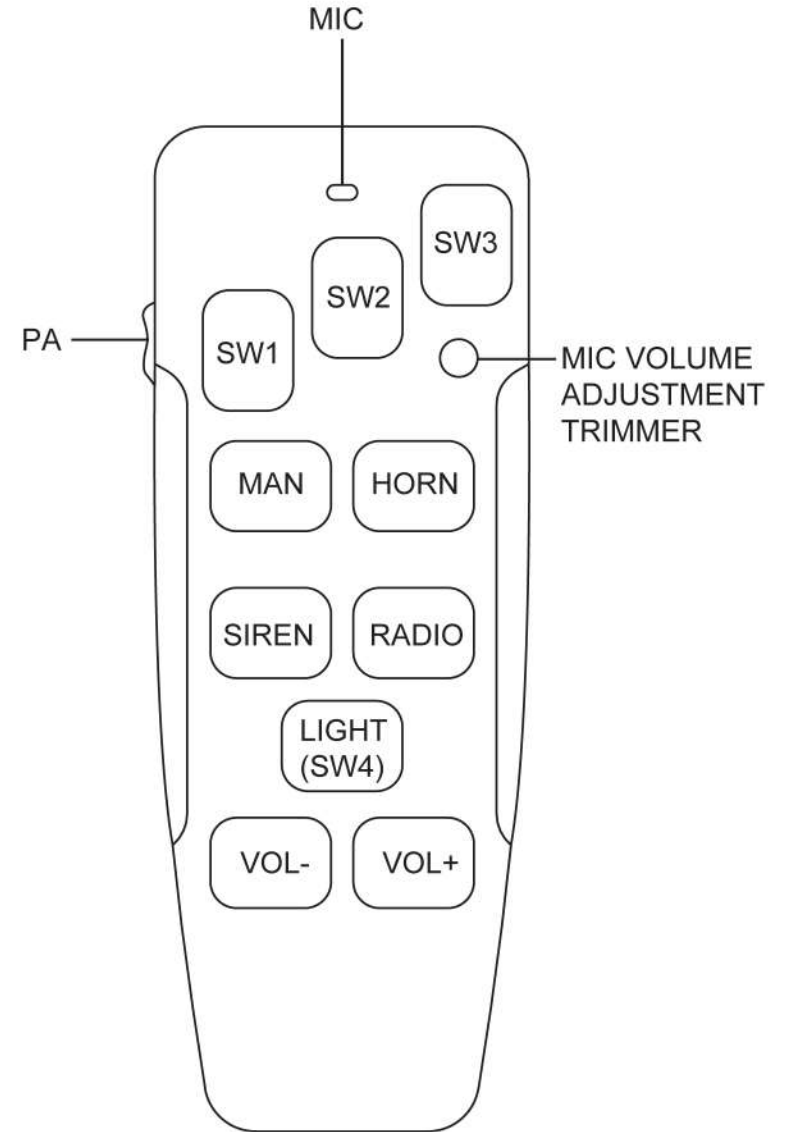 MIC
SW3
SW2
SW1
PA
MIC VOLUME
ADJUSTMENT
TRIMMER
MAN
HORN
SIREN
RADIO
LIGHT
(SW4)
VOL-
VOL+